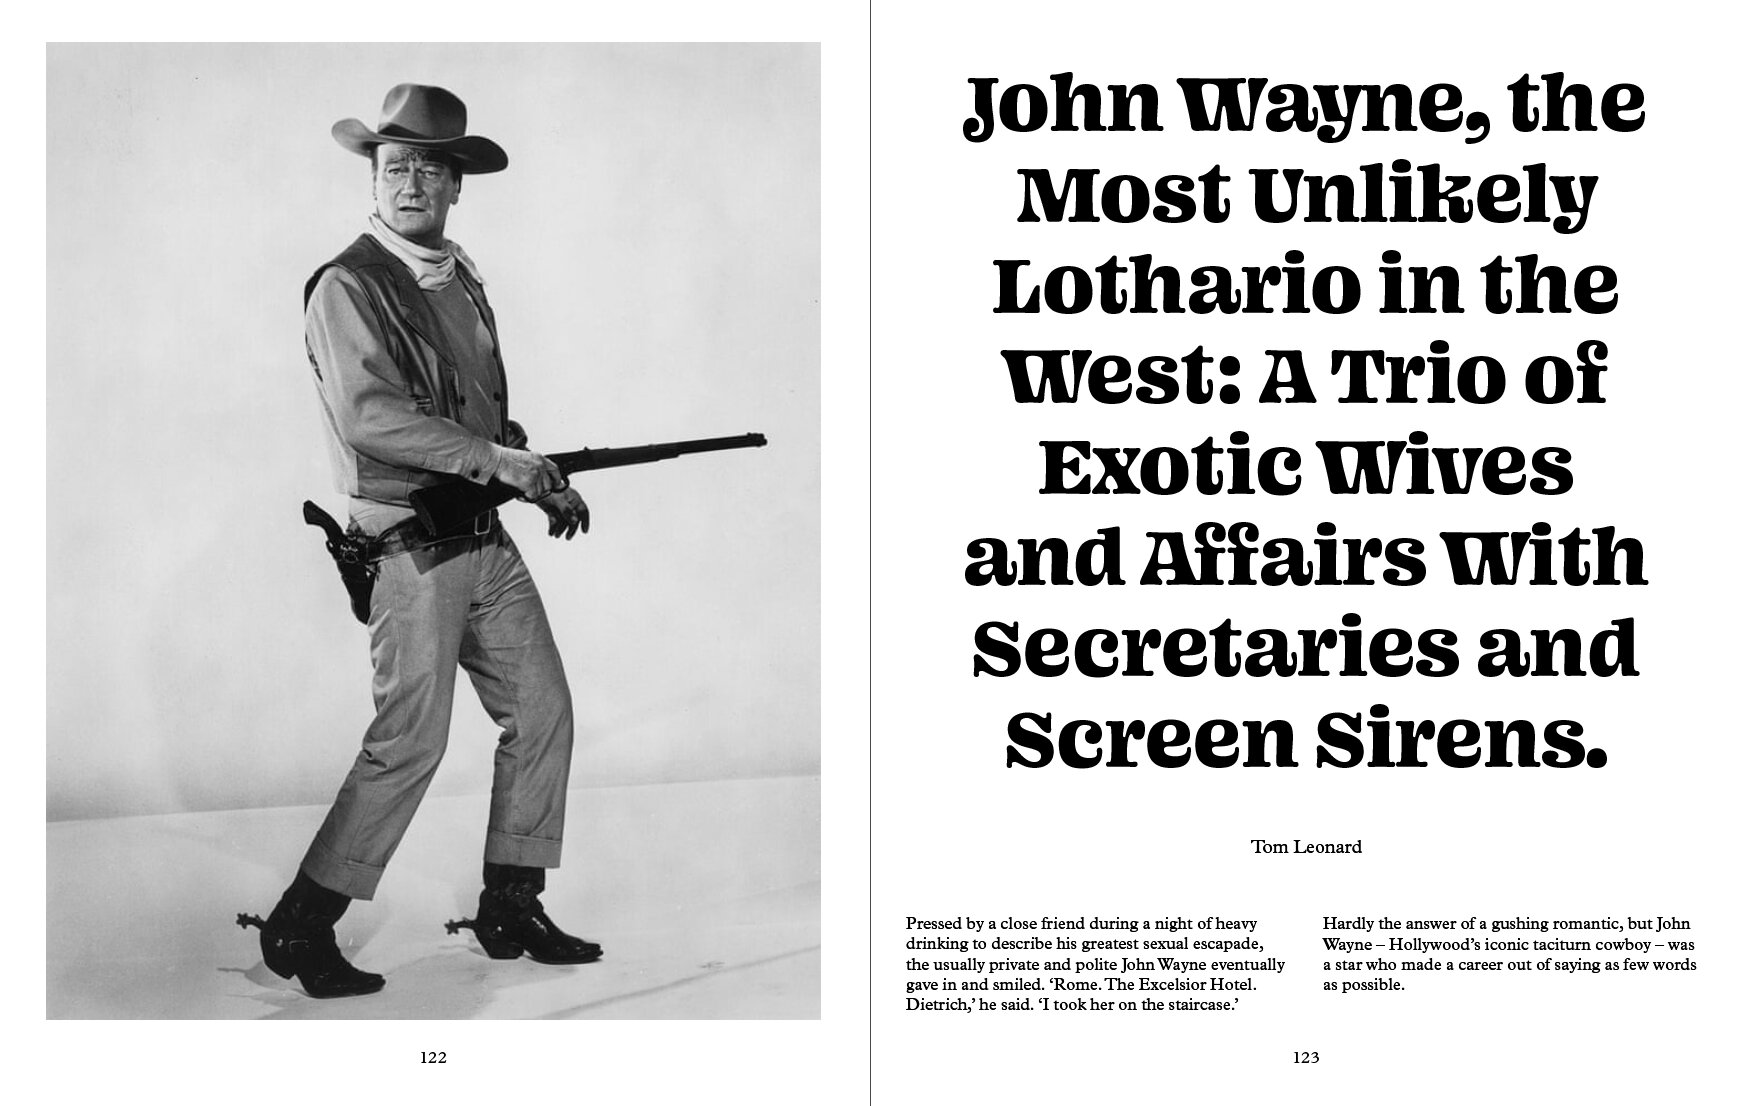 John Wayne, the
Most Unlikely
Lothario in the
West: A Trio of
Exotic Wives
and Affairs With
Secretaries and
Screen Sirens.
Tom Leonard
Pressed by a close friend during a night of heavy
drinking to describe his greatest sexual escapade,
the usually private and polite John Wayne eventually
gave in and smiled. ‘Rome. The Excelsior Hotel.
Dietrich,’ he said. ‘I took her on the staircase.’
Hardly the answer of a gushing romantic, but John
Wayne – Hollywood’s iconic taciturn cowboy – was
a star who made a career out of saying as few words
as possible.
122
123